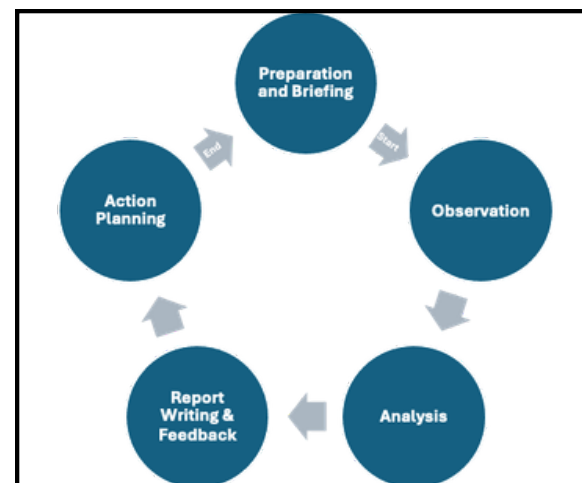 Preparation
and Briefing
Start
Observation
Analysis
Report
Writing &
Feedback
Action
Planning
End